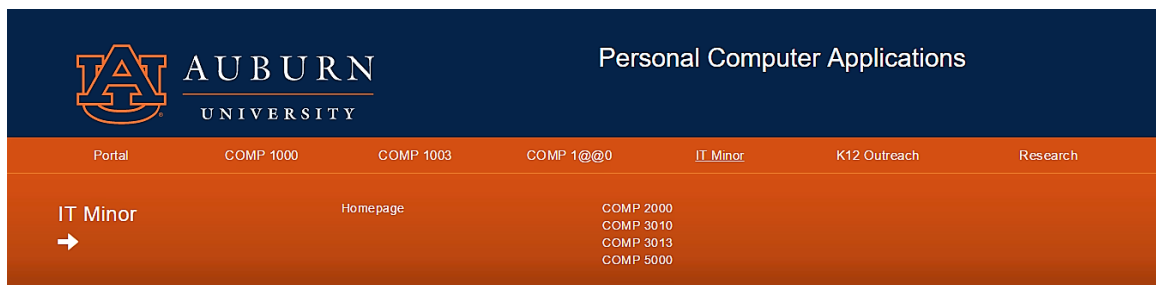 AUBURN
UNIVERSITY
Personal Computer Applications
Portal COMP 1000 COMP 1003 COMP 1@@0 IT Minor K12 Outreach Research
IT Minor
Homepage
COMP 2000
COMP 3010
COMP 3013
COMP 5000